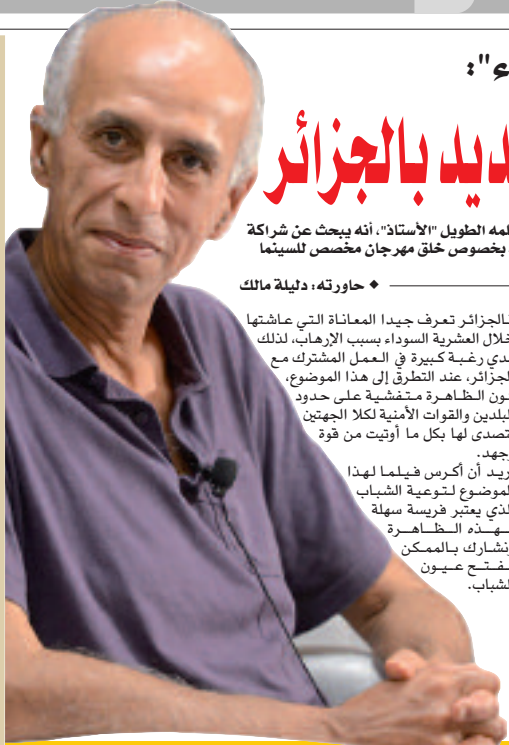 ء":
ديد بالجزائر
لمه الطويل "الأستاذ"، أنه يبحث عن شراكة
بخصوص خلق مهرجان مخصص للسينما
♦ حاورته: دليلة مالك
الجزائر تعرف جيدا المعاناة التي عاشتها
خلال العشرية السوداء بسبب الإرهاب، لذلك
دي رغبة كبيرة في العمل المشترك مع
لجزائر، عند التطرق إلى هذا الموضوع،
ون الظاهرة متفشية على حدود
لبلدين والقوات الأمنية لكلا الجهتين
تصدى لها بكل ما أوتيت من قوة
جهد.
ريد أن أكرس فيلما لهذا
لموضوع لتوعية الشباب
لذي يعتبر فريسة سهلة
هذه الظاهرة
نشارك بالممكن
فتح عيون
لشباب.